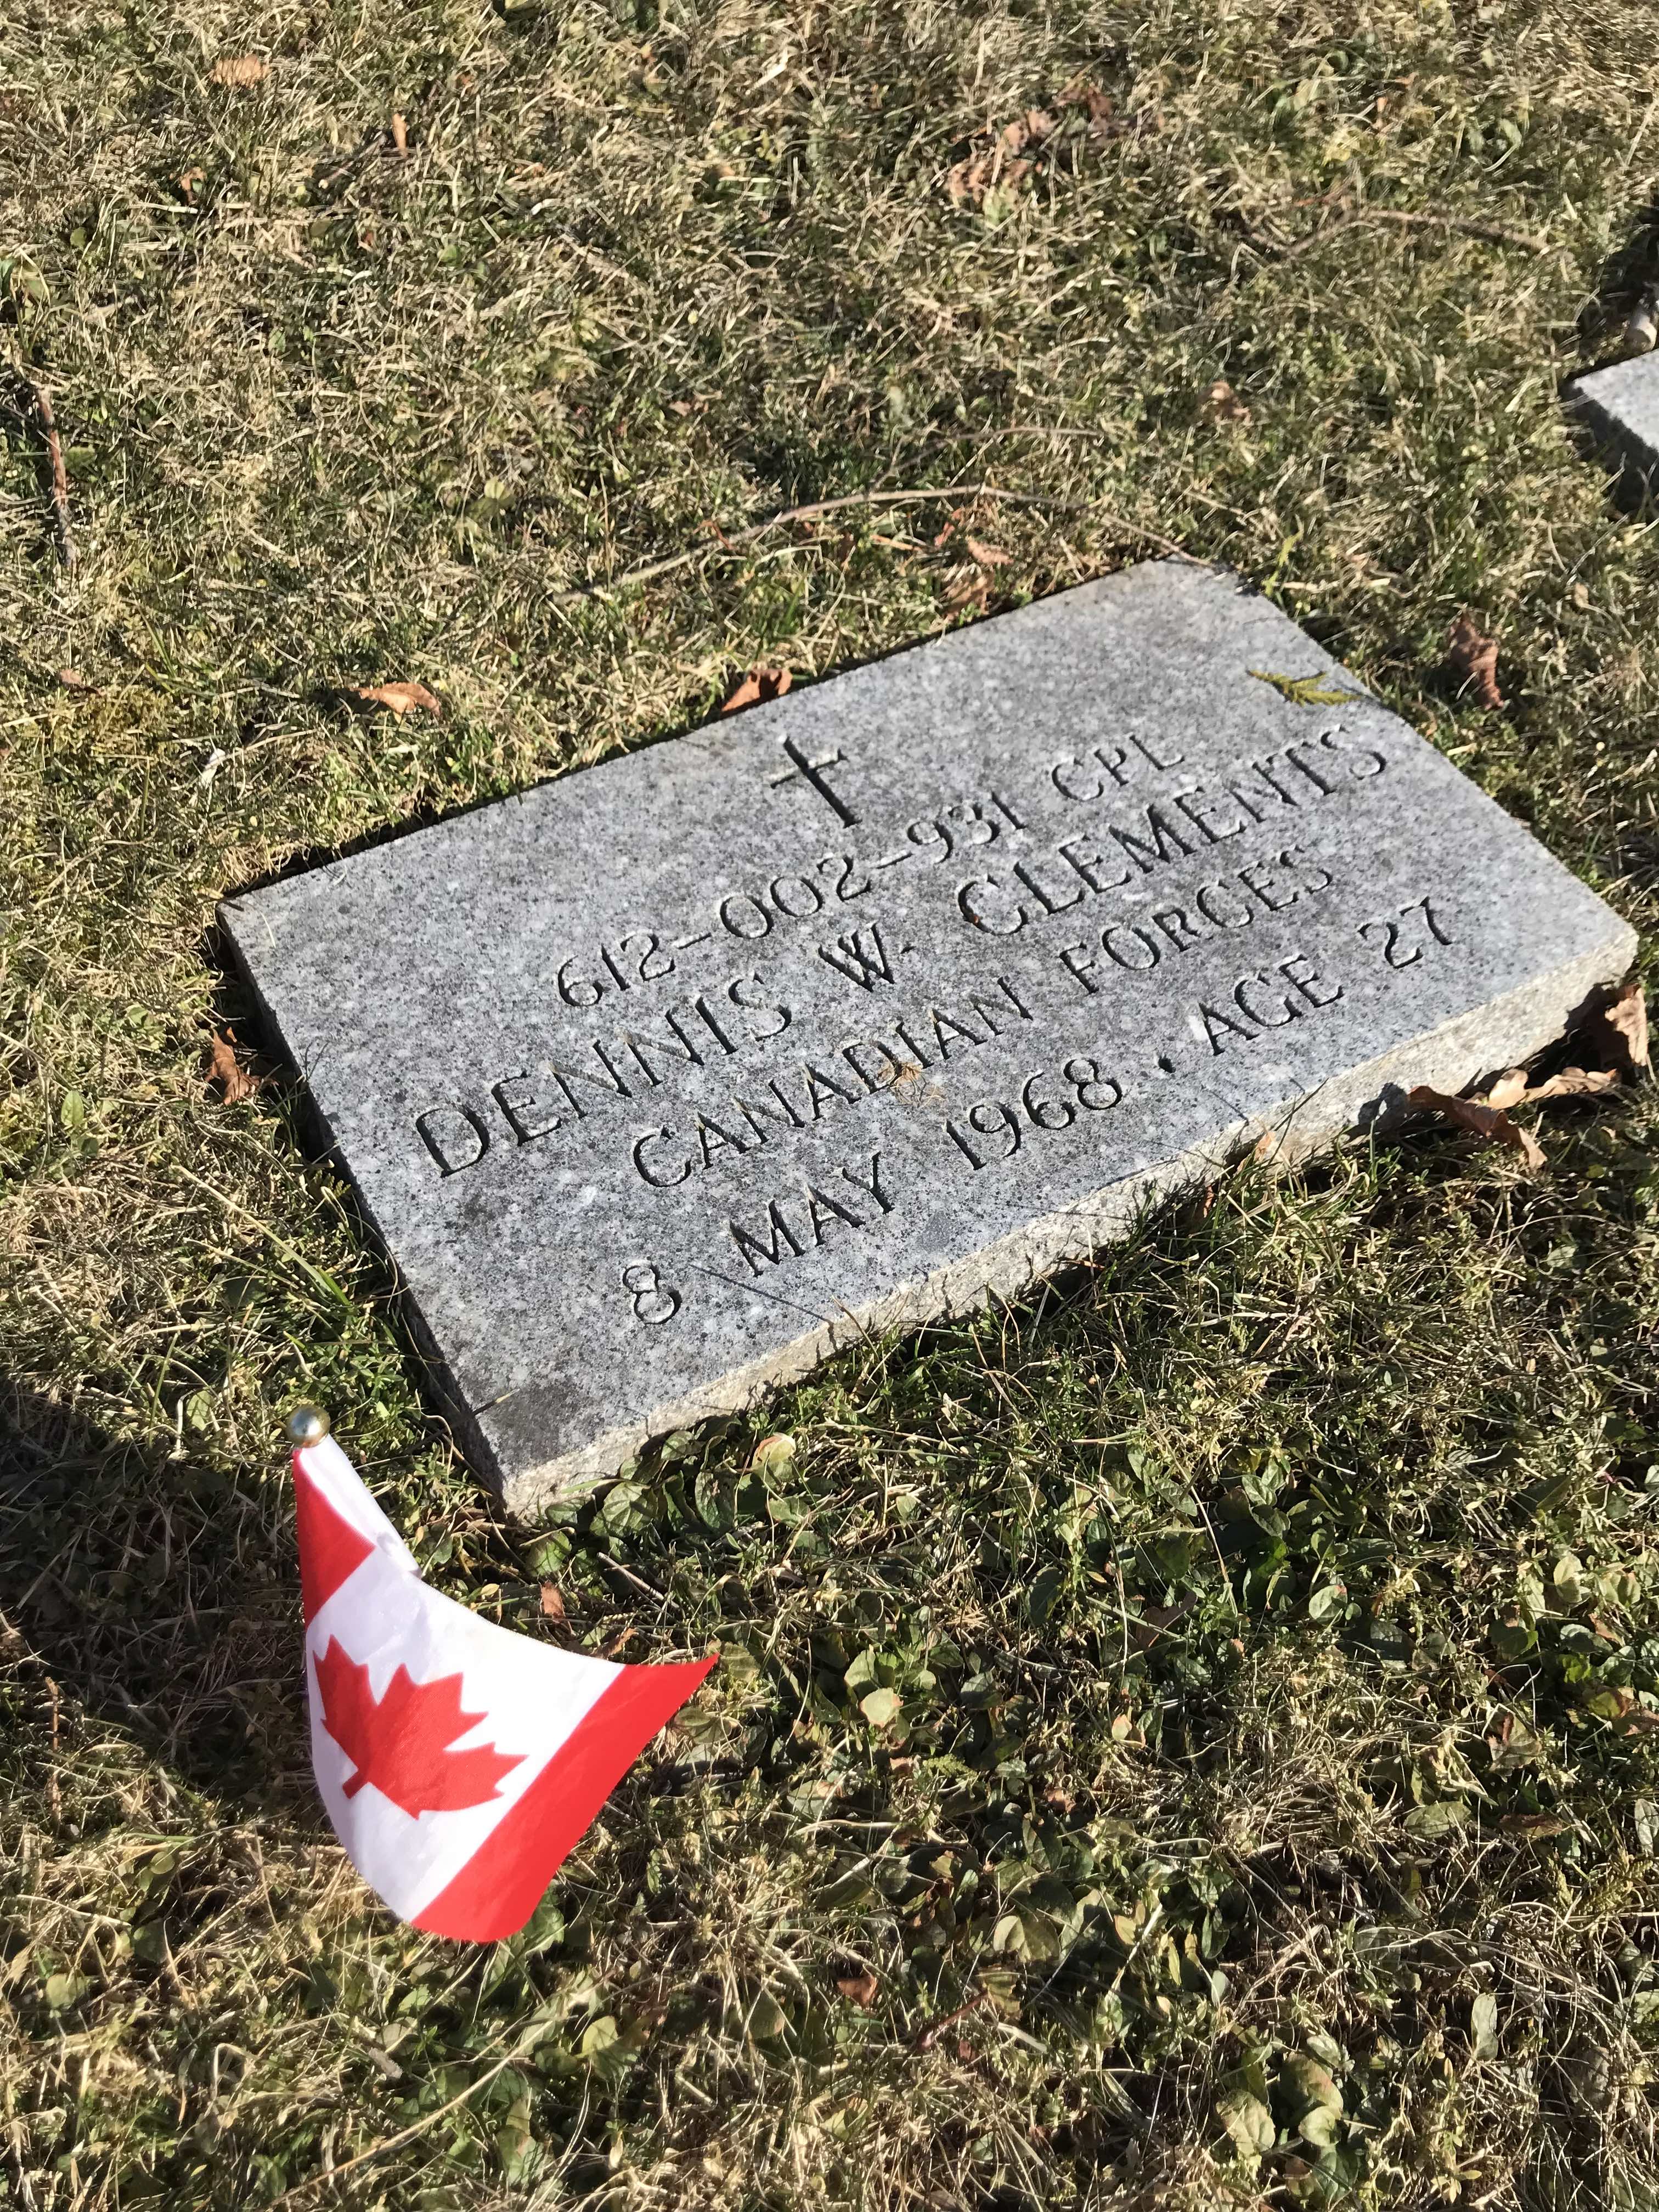 612-002-931 CPL
DENNIS W. CLEMENTS
CANADIAN FORCES
8 MAY 1968 . AGE 27